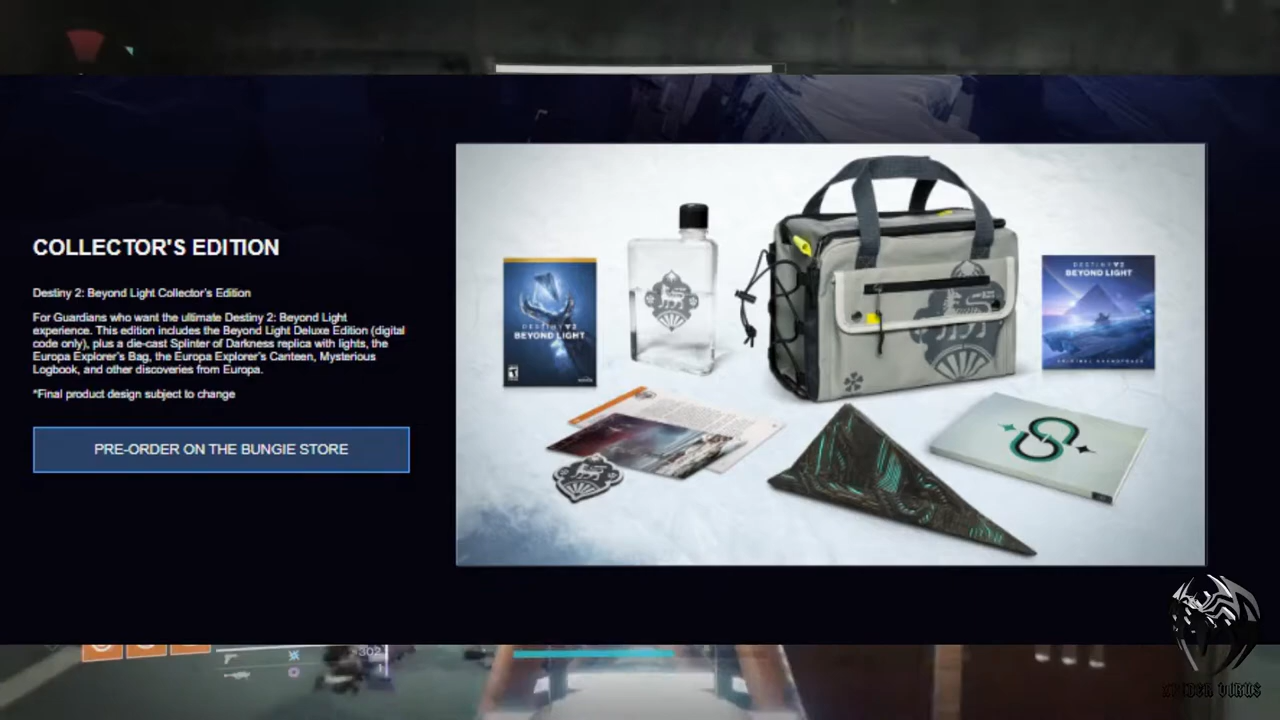 COLLECTOR'S EDITION
Destiny 2: Beyond Light Collector's Edition
For Guardians who want the ultimate Destiny 2: Beyond Light
experience. This edition includes the Beyond Light Deluxe Edition (digital
code only), plus a die-cast Splinter of Darkness replica with lights, the
Europa Explorer's Bag, the Europa Explorer's Canteen, Mysterious
Logbook, and other discoveries from Europa.
*Final product design subject to change
PRE-ORDER ON THE BUNGIE STORE
DESTINY 2
BEYOND LIGHT
DESTINY 2
BEYOND LIGHT
ORIGINAL SOUNDTRACK
302
SPIDER VIRUS